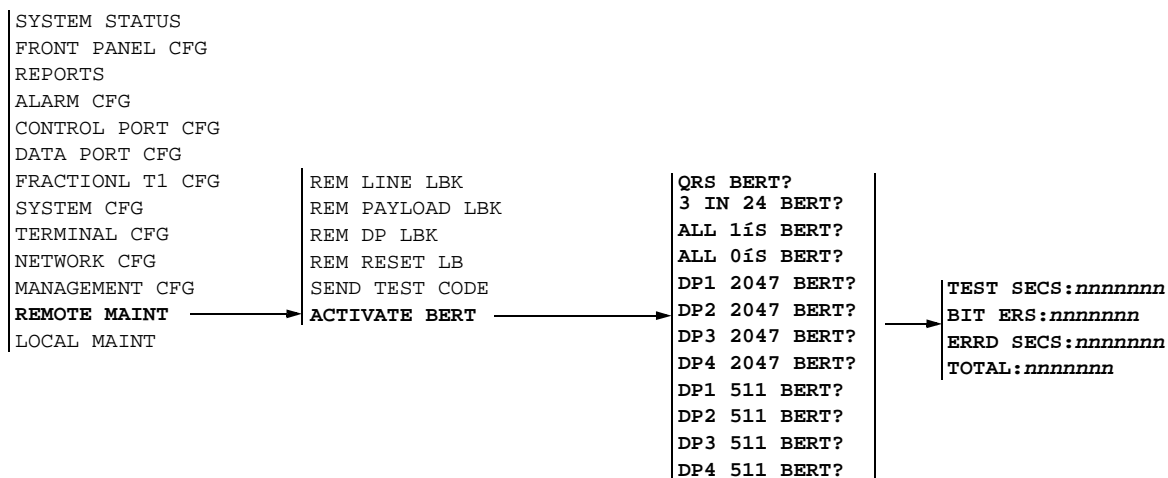 SYSTEM STATUS
FRONT PANEL CFG
REPORTS
ALARM CFG
CONTROL PORT CFG
DATA PORT CFG
FRACTIONL T1 CFG
SYSTEM CFG
TERMINAL CFG
NETWORK CFG
MANAGEMENT CFG
REMOTE MAINT
LOCAL MAINT
REM LINE LBK
REM PAYLOAD LBK
REM DP LBK
REM RESET LB
SEND TEST CODE
ACTIVATE BERT
QRS BERT?
3 IN 24 BERT?
ALL 1íS BERT?
ALL 0íS BERT?
DP1 2047 BERT?
DP2 2047 BERT?
DP3 2047 BERT?
DP4 2047 BERT?
DP1 511 BERT?
DP2 511 BERT?
DP3 511 BERT?
DP4 511 BERT?
TEST SECS:nnnnnnn
BIT ERS:nnnnnnn
ERRD SECS:nnnnnnn
TOTAL:nnnnnnn